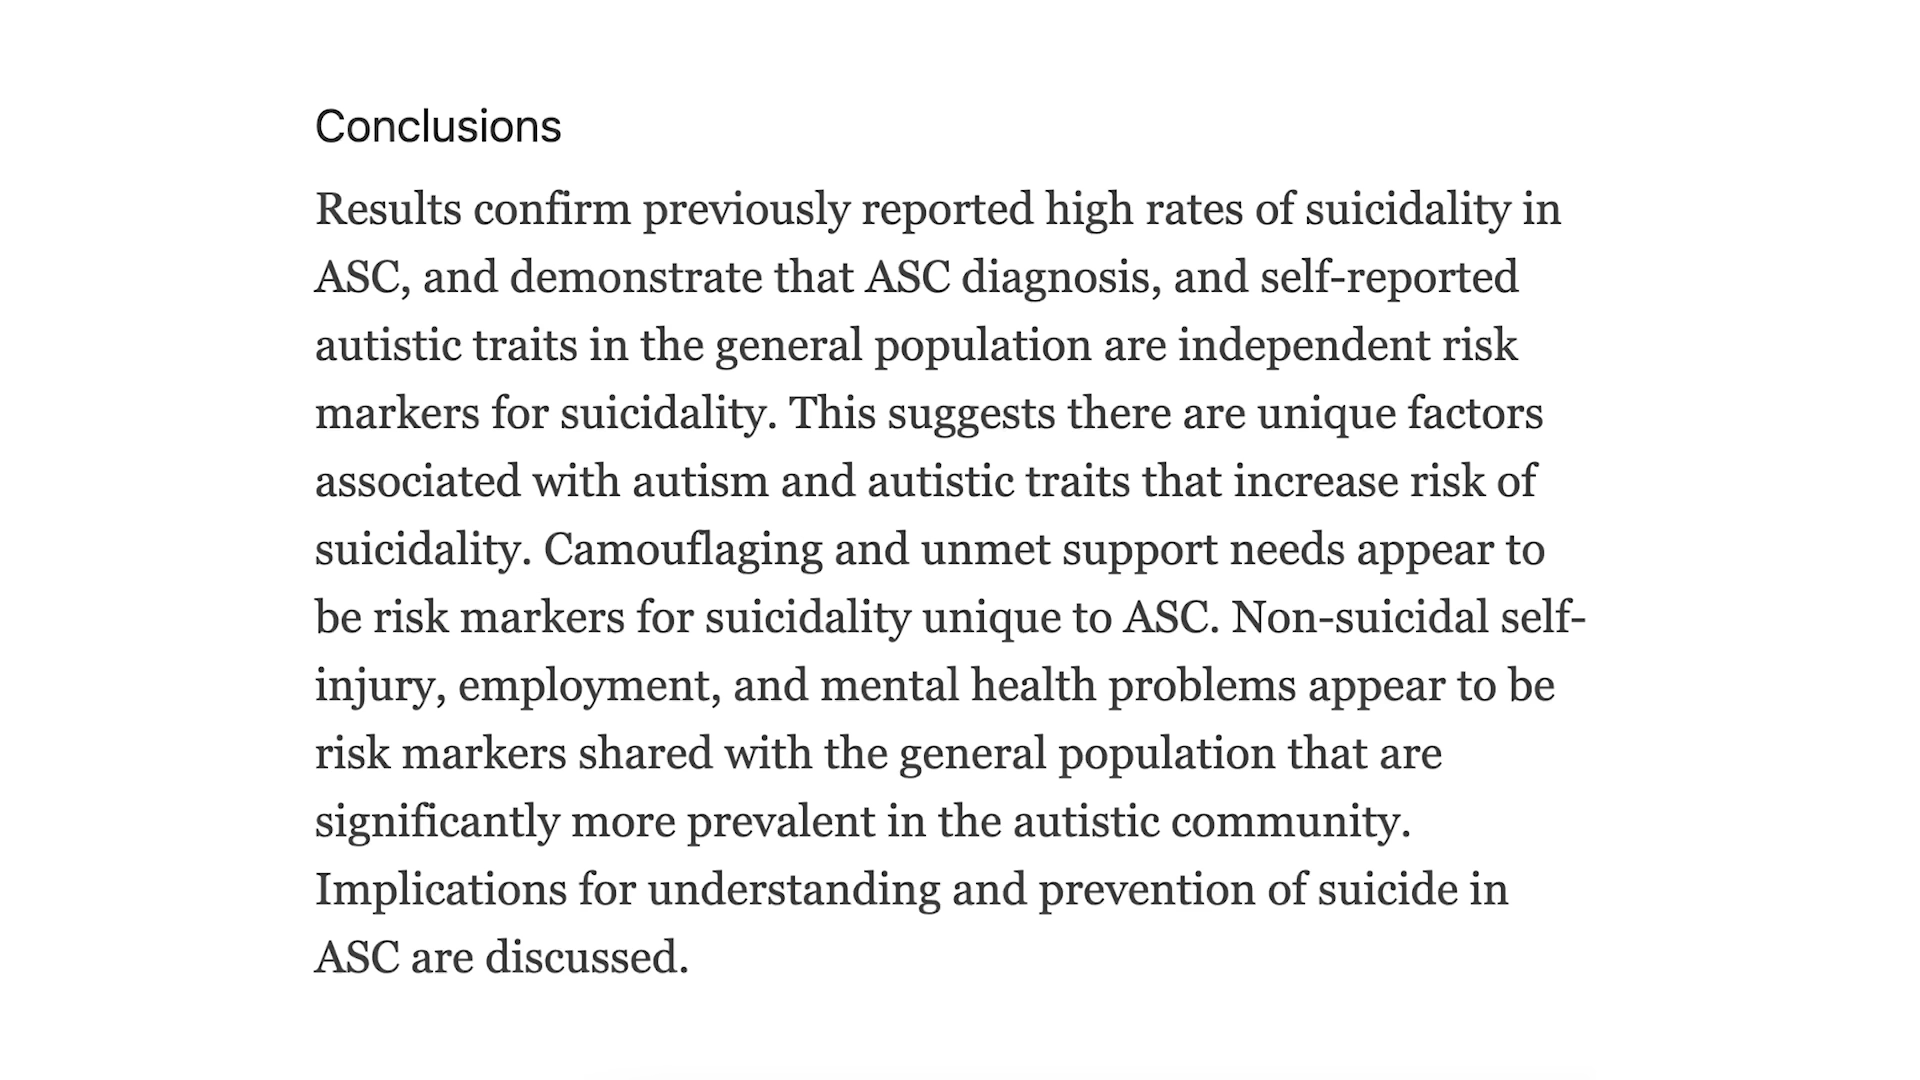 Conclusions
Results confirm previously reported high rates of suicidality in
ASC, and demonstrate that ASC diagnosis, and self-reported
autistic traits in the general population are independent risk
markers for suicidality. This suggests there are unique factors
associated with autism and autistic traits that increase risk of
suicidality. Camouflaging and unmet support needs appear to
be risk markers for suicidality unique to ASC. Non-suicidal self-
injury, employment, and mental health problems appear to be
risk markers shared with the general population that are
significantly more prevalent in the autistic community.
Implications for understanding and prevention of suicide in
ASC are discussed.